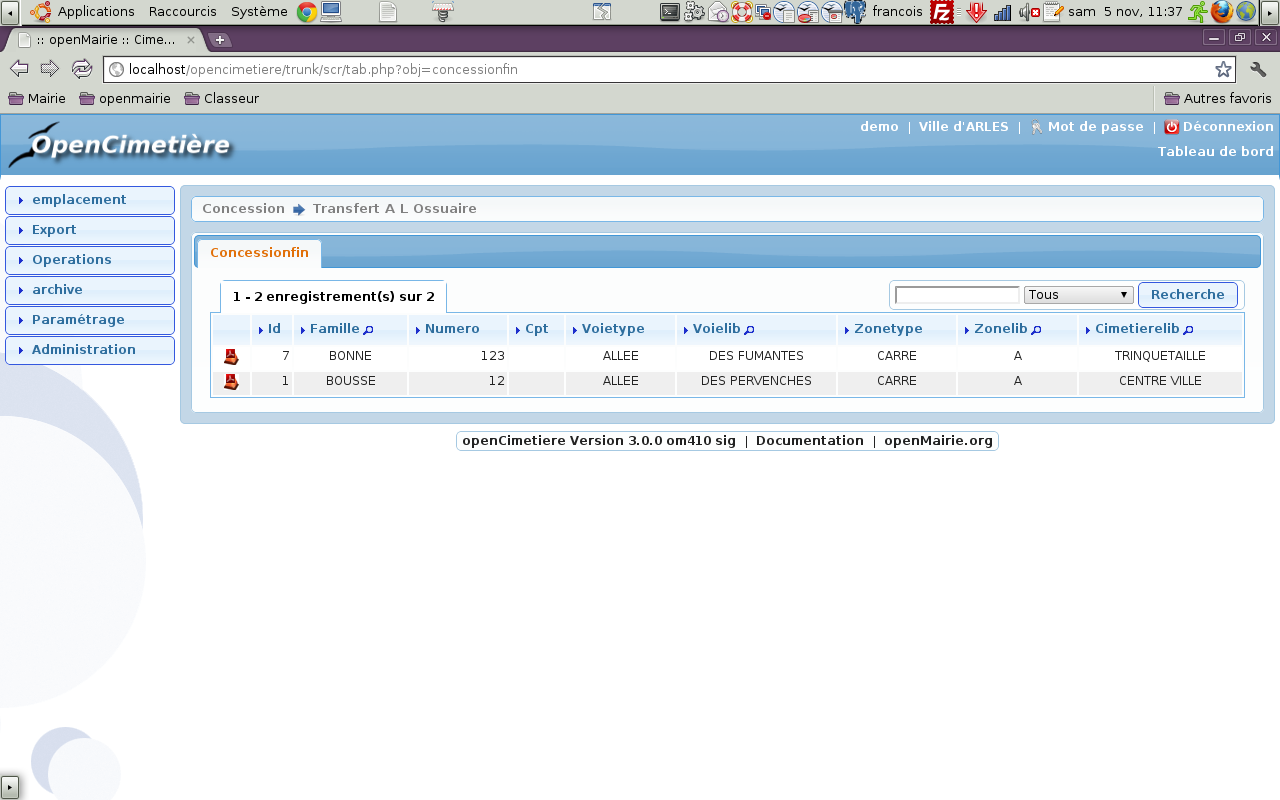 Applications Raccourcis Système francois sam 5 nov, 11:37
:: openMairie :: Cime...
localhost/opencimetiere/trunk/scr/tab.php?obj=concessionfin
Mairie openmairie Classeur Autres favoris
OpenCimetière
demo | Ville d'ARLES | Mot de passe | Déconnexion
Tableau de bord
emplacement
Export
Operations
archive
Paramétrage
Administration
Concession Transfert A L Ossuaire
Concessionfin
1 - 2 enregistrement(s) sur 2
Tous Recherche
Id Famille Numero Cpt Voietype Voielib Zonetype Zonelib Cimetierelib
7 BONNE 123 ALLEE DES FUMANTES CARRE A TRINQUETAILLE
1 BOUSSE 12 ALLEE DES PERVENCHES CARRE A CENTRE VILLE
openCimetiere Version 3.0.0 om410 sig | Documentation | openMairie.org